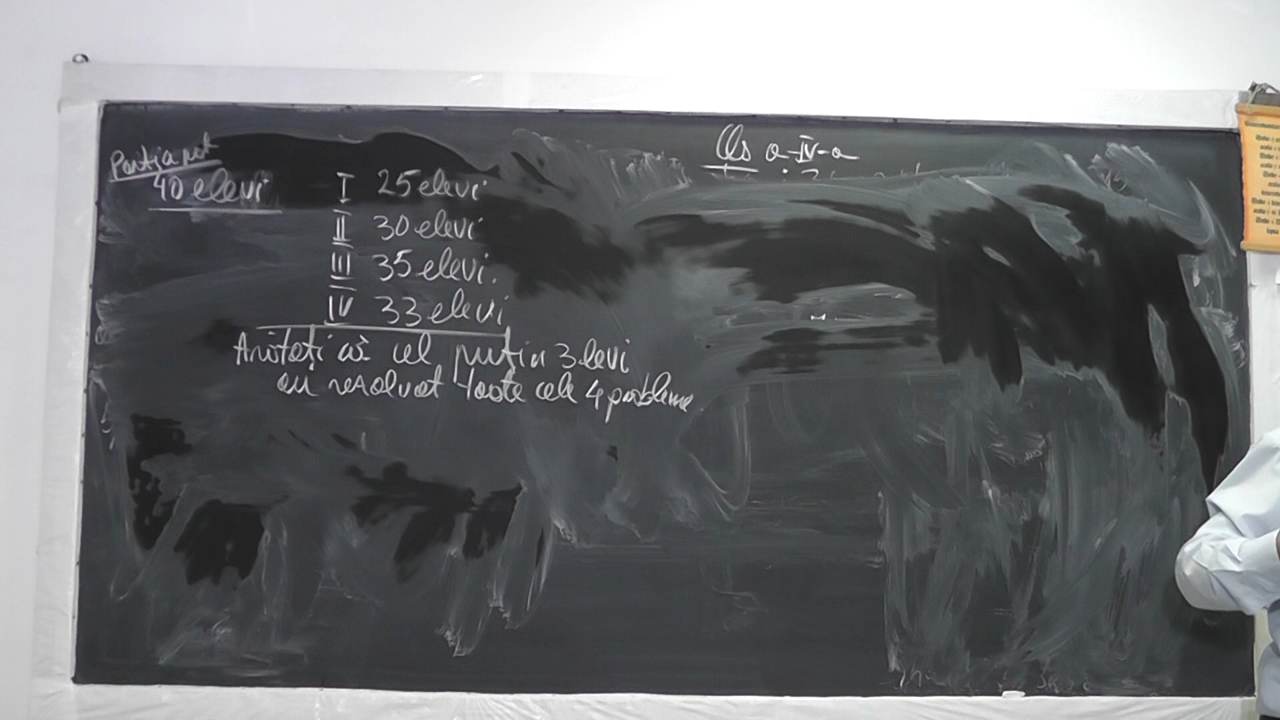 40 elevi
I 25 elevi
II 30 elevi
III 35 elevi.
IV 33 elevi
Arătați că cel puțin 3 elevi
au rezolvat toate cele 4 probleme
Cls a-IV-a